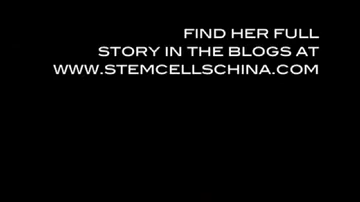 FIND HER FULL
STORY IN THE BLOGS AT
WWW.STEMCELLSCHINA.COM